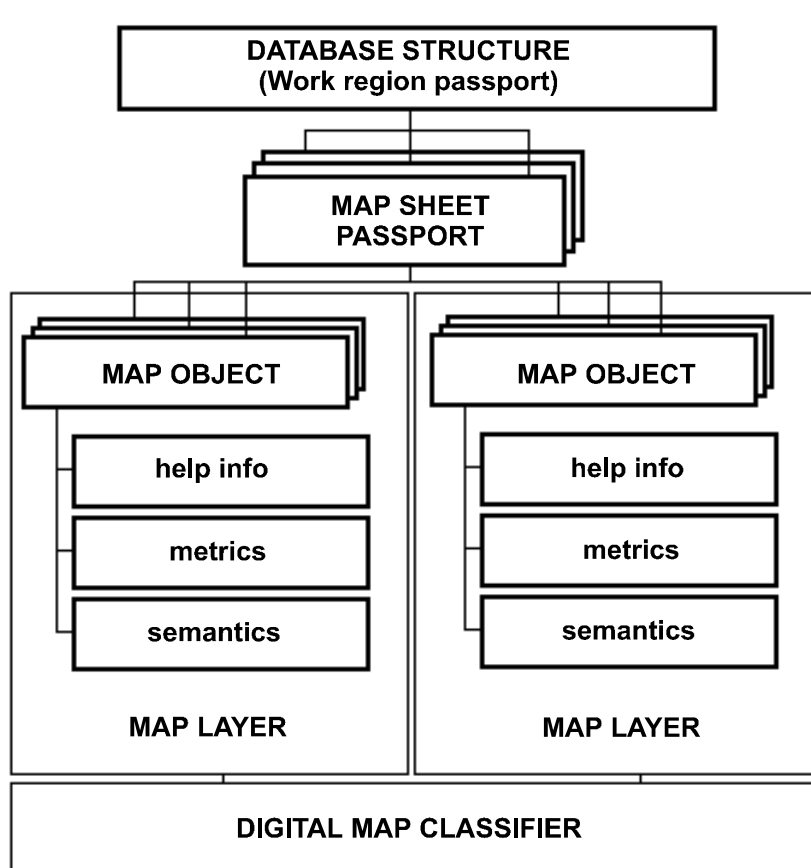 DATABASE STRUCTURE
(Work region passport)
MAP SHEET
PASSPORT
MAP OBJECT
help info
metrics
semantics
MAP LAYER
MAP OBJECT
help info
metrics
semantics
MAP LAYER
DIGITAL MAP CLASSIFIER